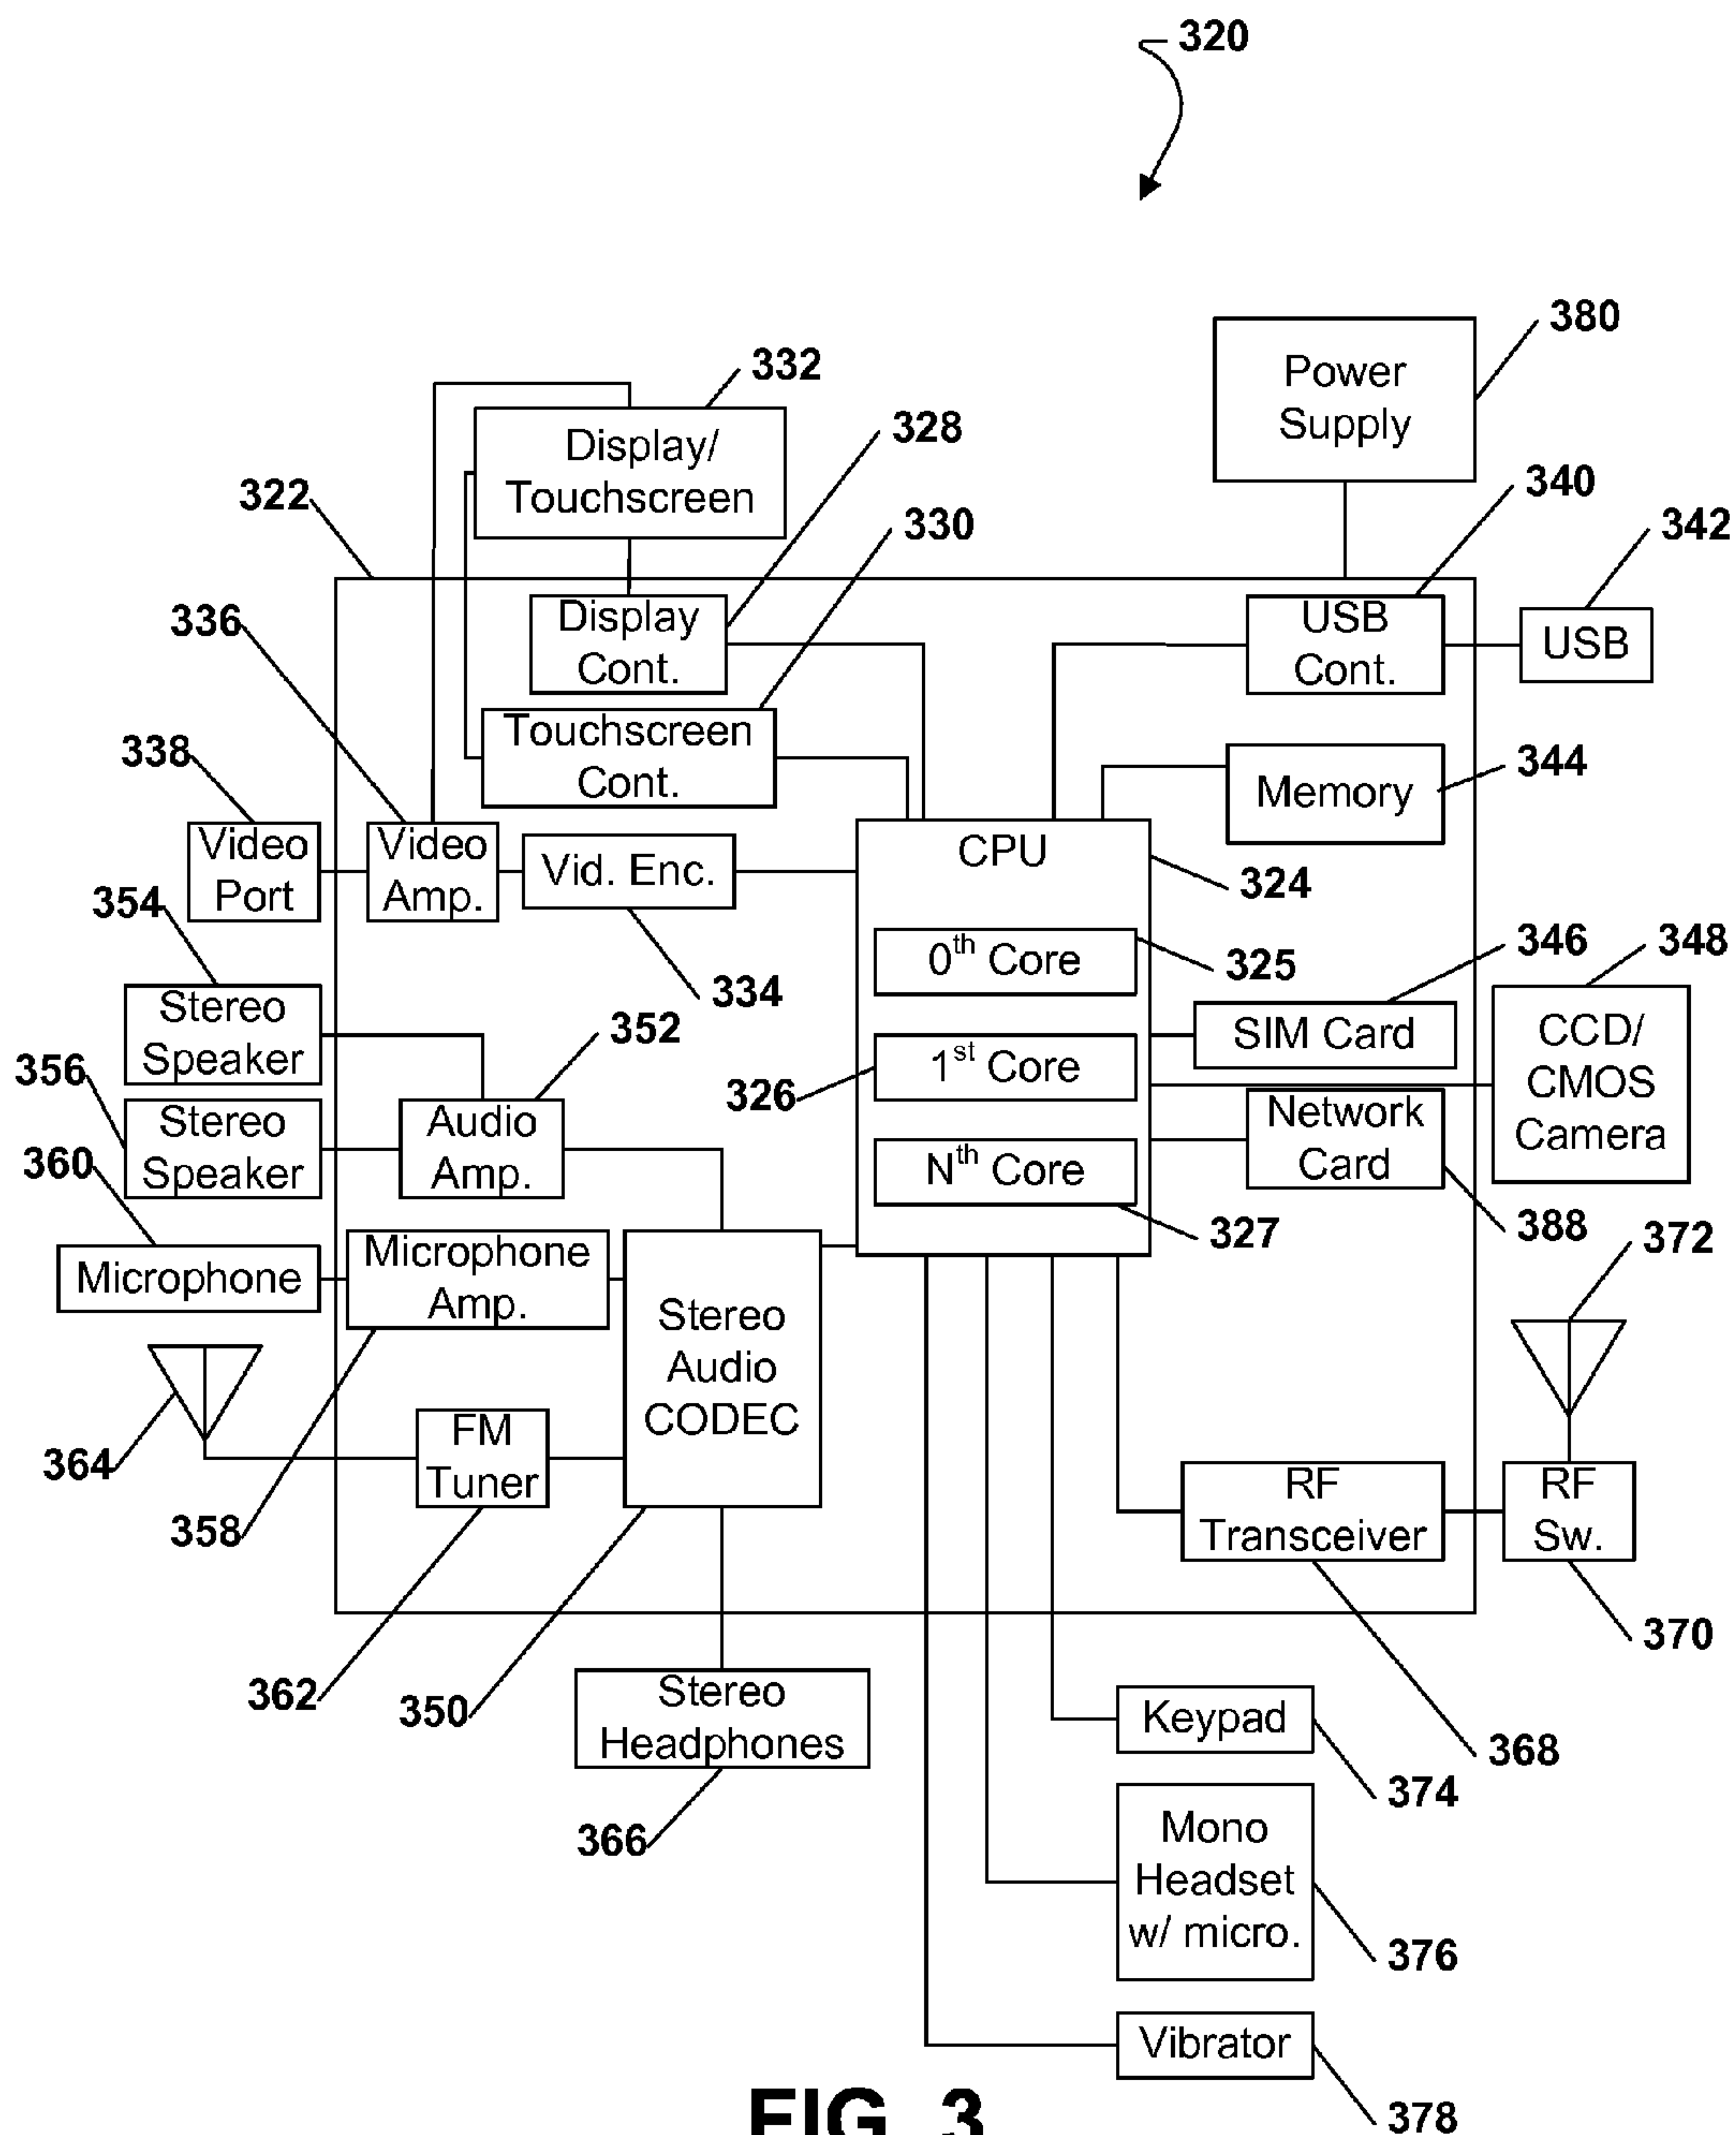 320
380
Power
Supply
332
Display/
Touchscreen
328
322
330
340
342
336
Display
Cont.
USB
Cont.
USB
338
Touchscreen
Cont.
Memory
344
Video
Port
Video
Amp.
Vid. Enc.
CPU
324
354
334
0th Core
325
346
348
Stereo
Speaker
352
SIM Card
CCD/
CMOS
Camera
356
326
1st Core
Stereo
Speaker
Audio
Amp.
Network
Card
360
Nth Core
327
388
372
Microphone
Microphone
Amp.
Stereo
Audio
CODEC
364
FM
Tuner
358
RF
Transceiver
RF
Sw.
370
362
350
Stereo
Headphones
Keypad
368
374
366
Mono
Headset
w/ micro.
376
Vibrator
378
FIG. 3